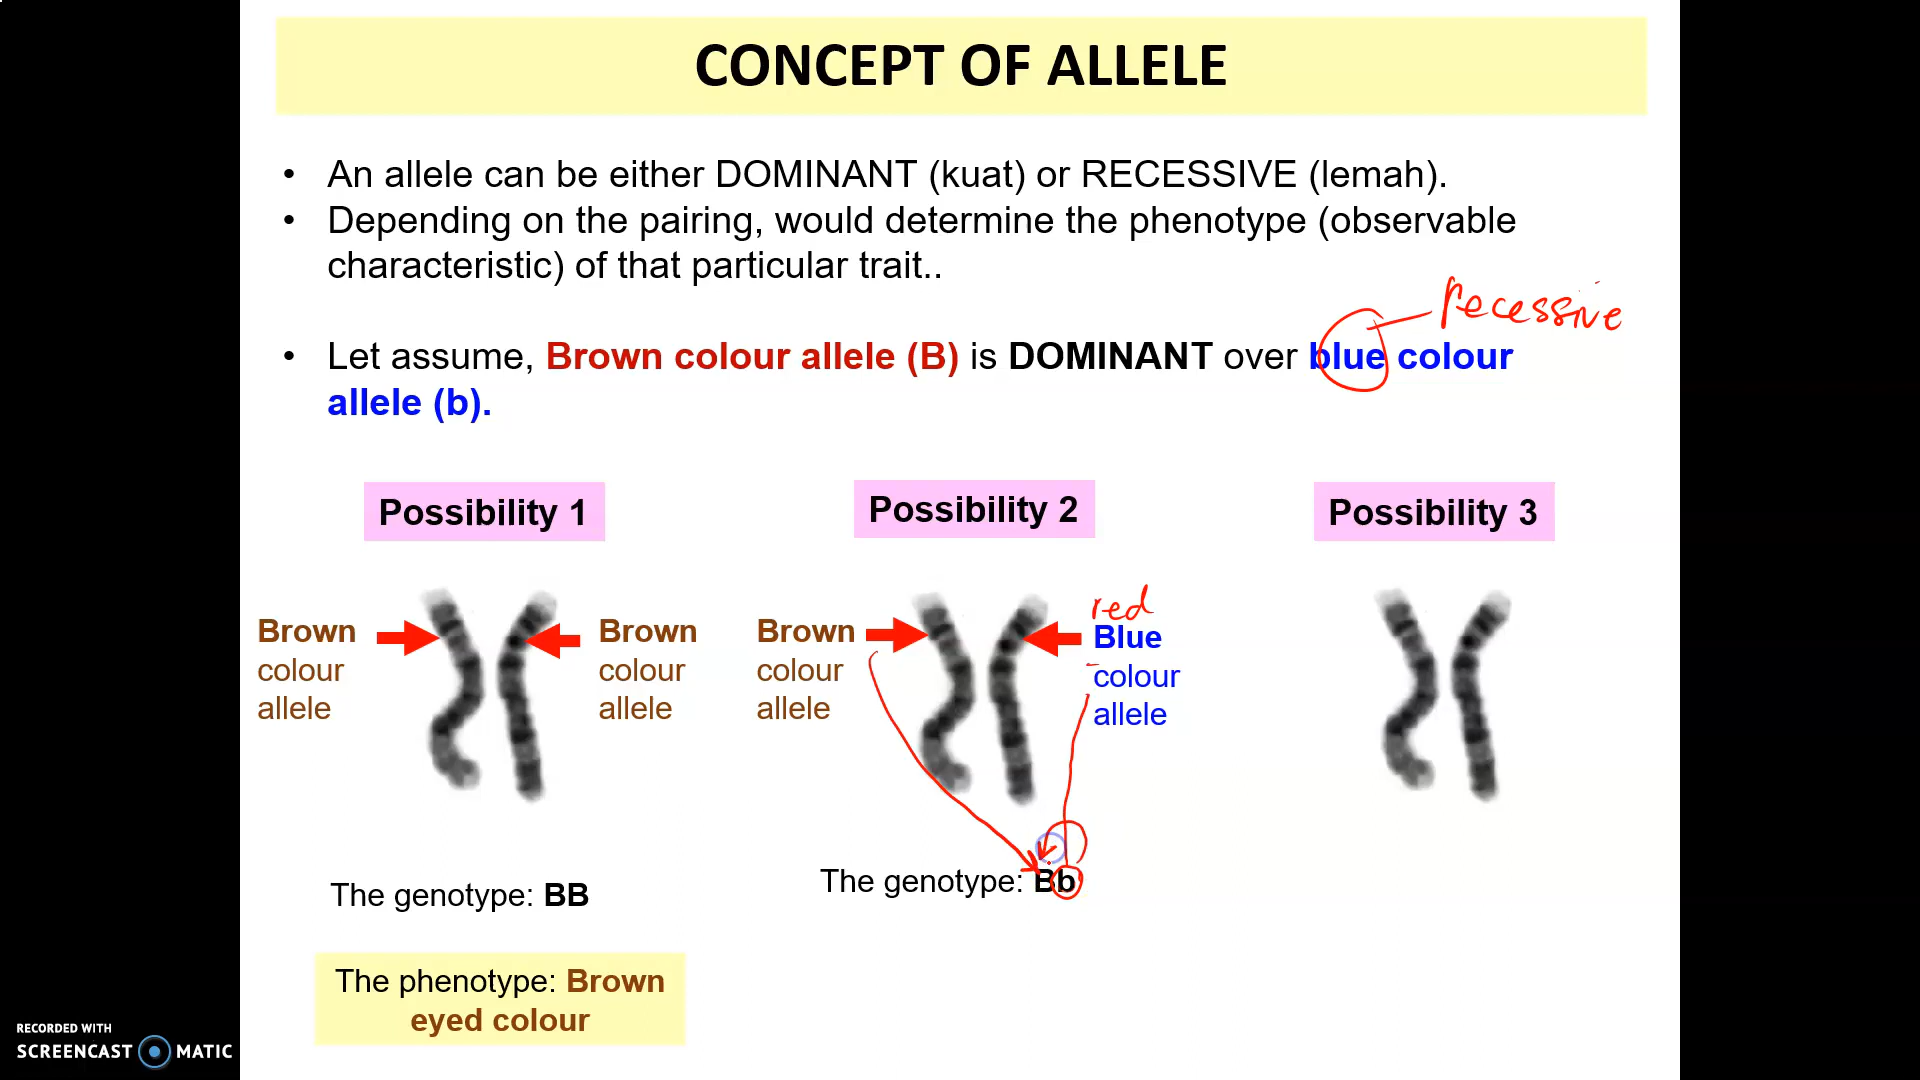 CONCEPT OF ALLELE
• An allele can be either DOMINANT (kuat) or RECESSIVE (lemah).
• Depending on the pairing, would determine the phenotype (observable
characteristic) of that particular trait..
recessive
• Let assume, Brown colour allele (B) is DOMINANT over blue colour
allele (b).
Possibility 1
Possibility 2
Possibility 3
Brown
colour
allele
Brown
colour
allele
Brown
colour
allele
red
Blue
colour
allele
The genotype: BB
The genotype: Bb
The phenotype: Brown
eyed colour
RECORDED WITH
SCREENCAST MATIC